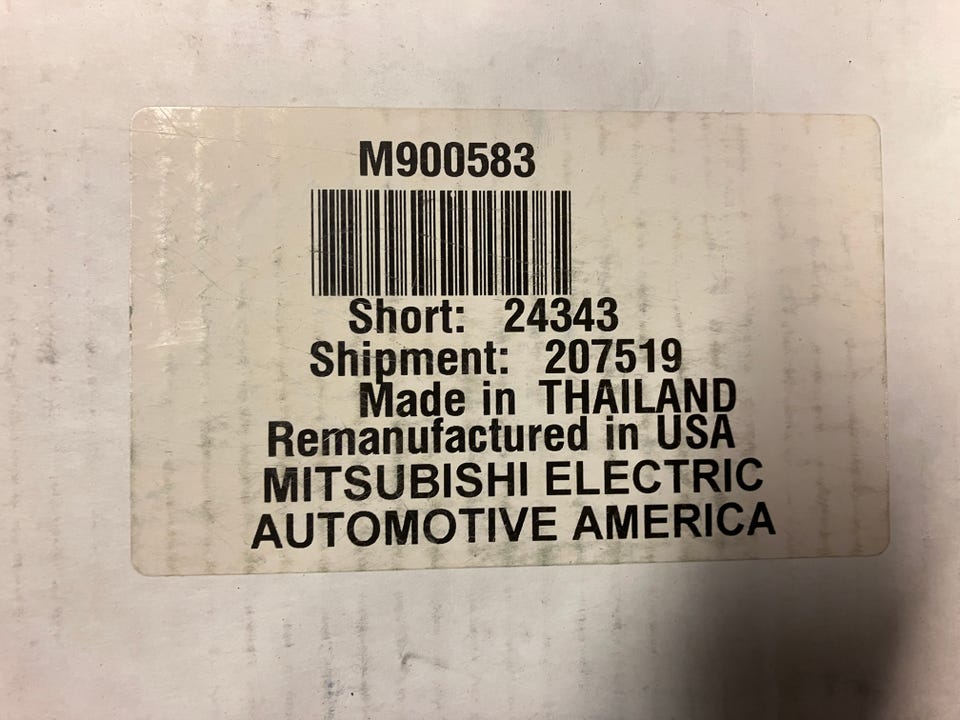 M900583
Short: 24343
Shipment: 207519
Made in THAILAND
Remanufactured in USA
MITSUBISHI ELECTRIC
AUTOMOTIVE AMERICA